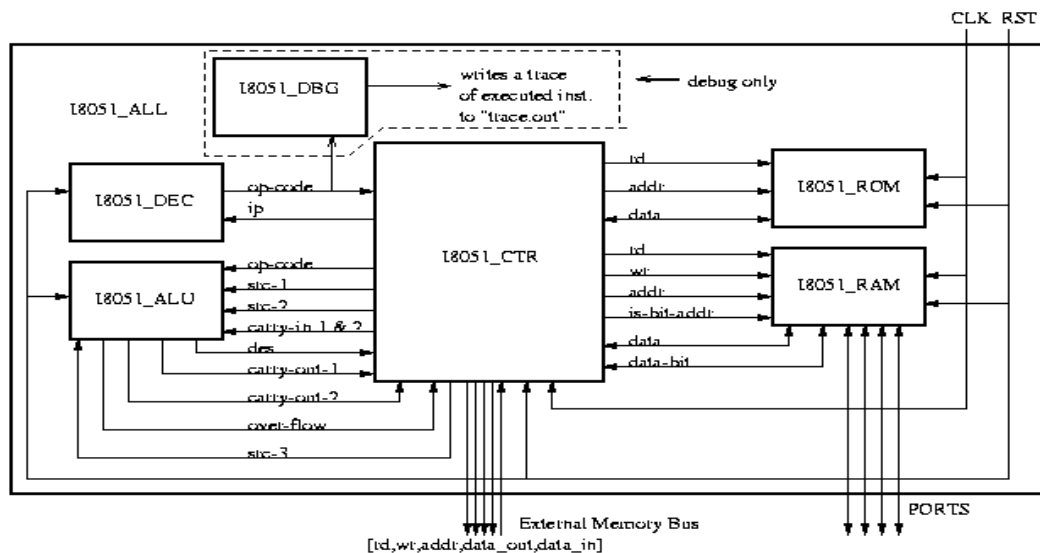 CLK RST
I8051_ALL
I8051_DBG
writes a trace
of executed inst.
to "trace.out"
debug only
I8051_DEC
op-code
ip
I8051_ALU
op-code
src-1
src-2
carry-in 1 & 2
des
carry-out-1
carry-out-2
over-flow
src-3
I8051_CTR
rd
addr
data
rd
wr
addr
is-bit-addr
data
data-bit
I8051_ROM
I8051_RAM
PORTS
External Memory Bus
[rd,wr,addr,data_out,data_in]